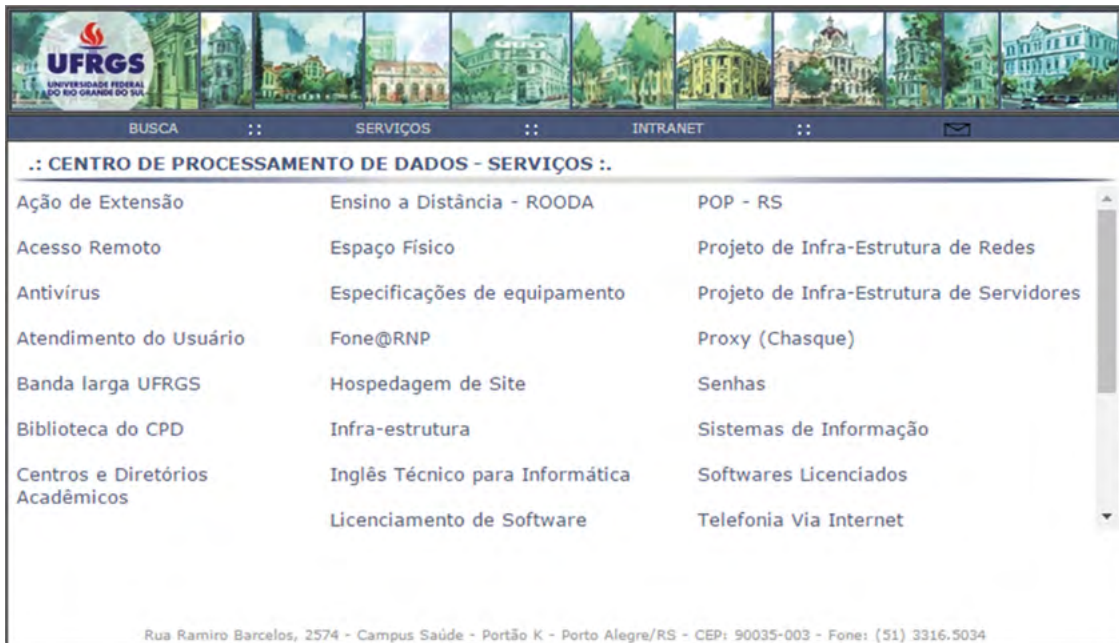 UFRGS
UNIVERSIDADE FEDERAL
DO RIO GRANDE DO SUL
BUSCA :: SERVIÇOS :: INTRANET ::
.: CENTRO DE PROCESSAMENTO DE DADOS - SERVIÇOS :.
Ação de Extensão
Acesso Remoto
Antivírus
Atendimento do Usuário
Banda larga UFRGS
Biblioteca do CPD
Centros e Diretórios
Acadêmicos
Ensino a Distância - ROODA
Espaço Físico
Especificações de equipamento
Fone@RNP
Hospedagem de Site
Infra-estrutura
Inglês Técnico para Informática
Licenciamento de Software
POP - RS
Projeto de Infra-Estrutura de Redes
Projeto de Infra-Estrutura de Servidores
Proxy (Chasque)
Senhas
Sistemas de Informação
Softwares Licenciados
Telefonia Via Internet
Rua Ramiro Barcelos, 2574 - Campus Saúde - Portão K - Porto Alegre/RS - CEP: 90035-003 - Fone: (51) 3316.5034